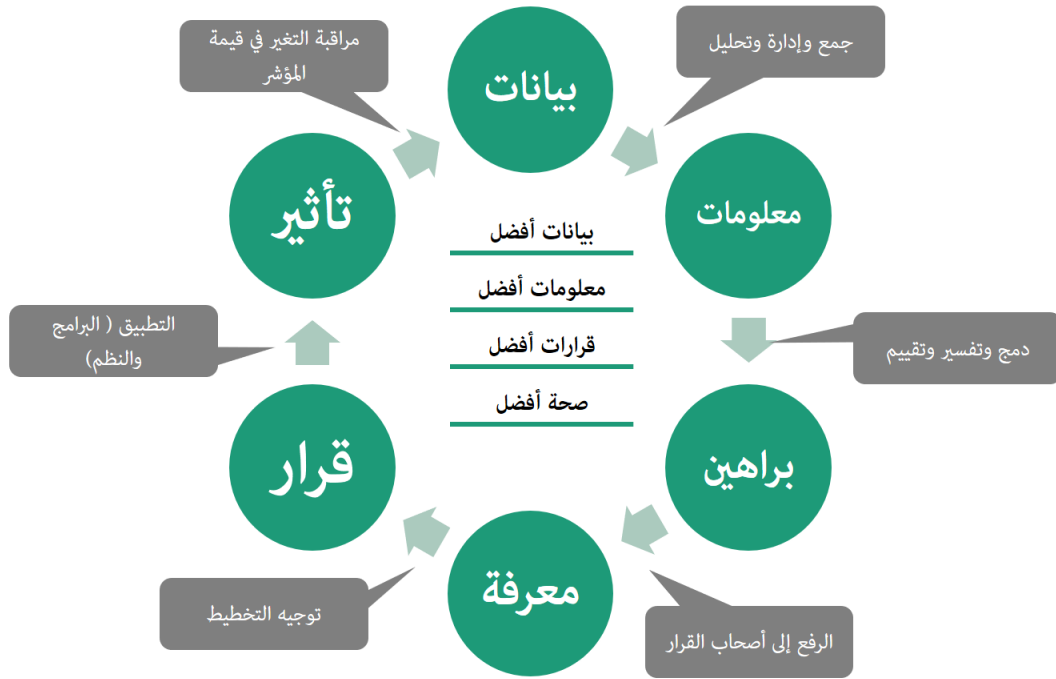 بيانات
جمع وإدارة وتحليل
معلومات
دمج وتفسير وتقييم
براهين
الرفع إلى أصحاب القرار
معرفة
توجيه التخطيط
قرار
التطبيق ( البرامج
والنظم)
تأثير
مراقبة التغير في قيمة
المؤشر
بيانات أفضل
معلومات أفضل
قرارات أفضل
صحة أفضل